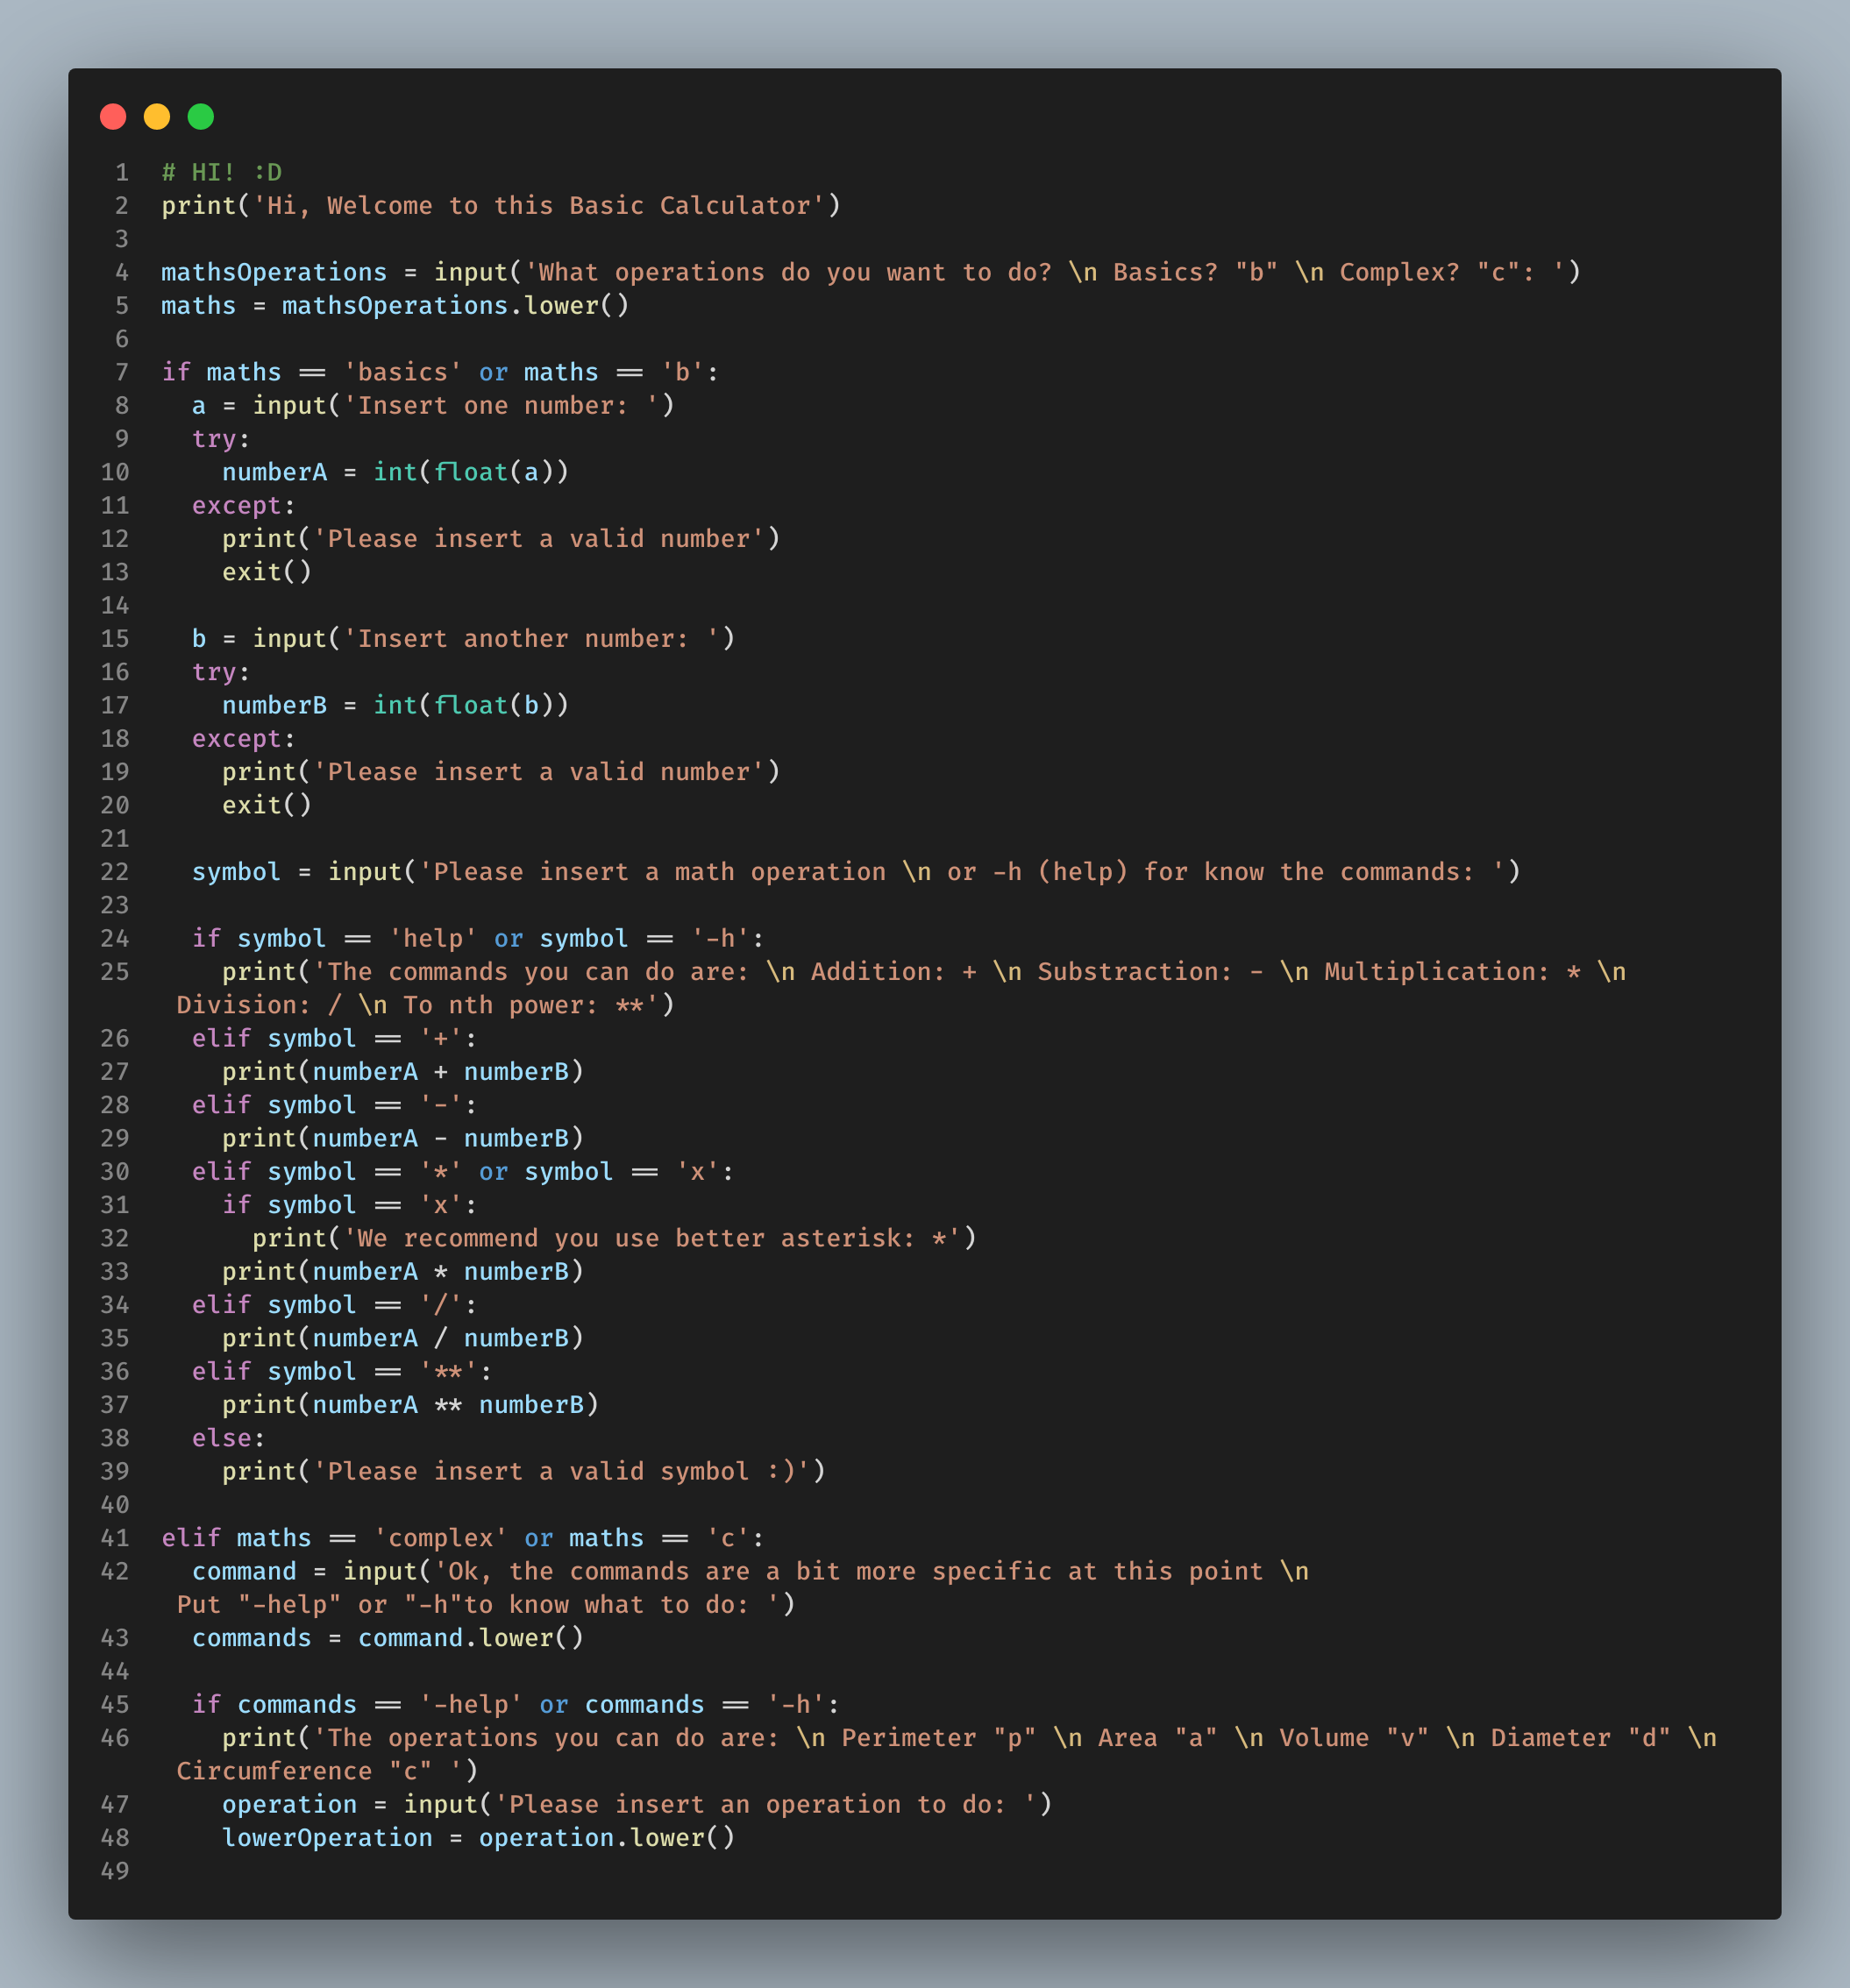 1 # HI! :D
2 print('Hi, Welcome to this Basic Calculator')
3
4 mathsOperations = input('What operations do you want to do? \n Basics? "b" \n Complex? "c": ')
5 maths = mathsOperations.lower()
6
7 if maths == 'basics' or maths == 'b':
8   a = input('Insert one number: ')
9   try:
10     numberA = int(float(a))
11   except:
12     print('Please insert a valid number')
13     exit()
14
15   b = input('Insert another number: ')
16   try:
17     numberB = int(float(b))
18   except:
19     print('Please insert a valid number')
20     exit()
21
22   symbol = input('Please insert a math operation \n or -h (help) for know the commands: ')
23
24   if symbol == 'help' or symbol == '-h':
25     print('The commands you can do are: \n Addition: + \n Substraction: - \n Multiplication: * \n
Division: / \n To nth power: **')
26   elif symbol == '+':
27     print(numberA + numberB)
28   elif symbol == '-':
29     print(numberA - numberB)
30   elif symbol == '*' or symbol == 'x':
31     if symbol == 'x':
32       print('We recommend you use better asterisk: *')
33     print(numberA * numberB)
34   elif symbol == '/':
35     print(numberA / numberB)
36   elif symbol == '**':
37     print(numberA ** numberB)
38   else:
39     print('Please insert a valid symbol :)')
40
41 elif maths == 'complex' or maths == 'c':
42   command = input('Ok, the commands are a bit more specific at this point \n
Put "-help" or "-h"to know what to do: ')
43   commands = command.lower()
44
45   if commands == '-help' or commands == '-h':
46     print('The operations you can do are: \n Perimeter "p" \n Area "a" \n Volume "v" \n Diameter "d" \n
Circumference "c" ')
47     operation = input('Please insert an operation to do: ')
48     lowerOperation = operation.lower()
49